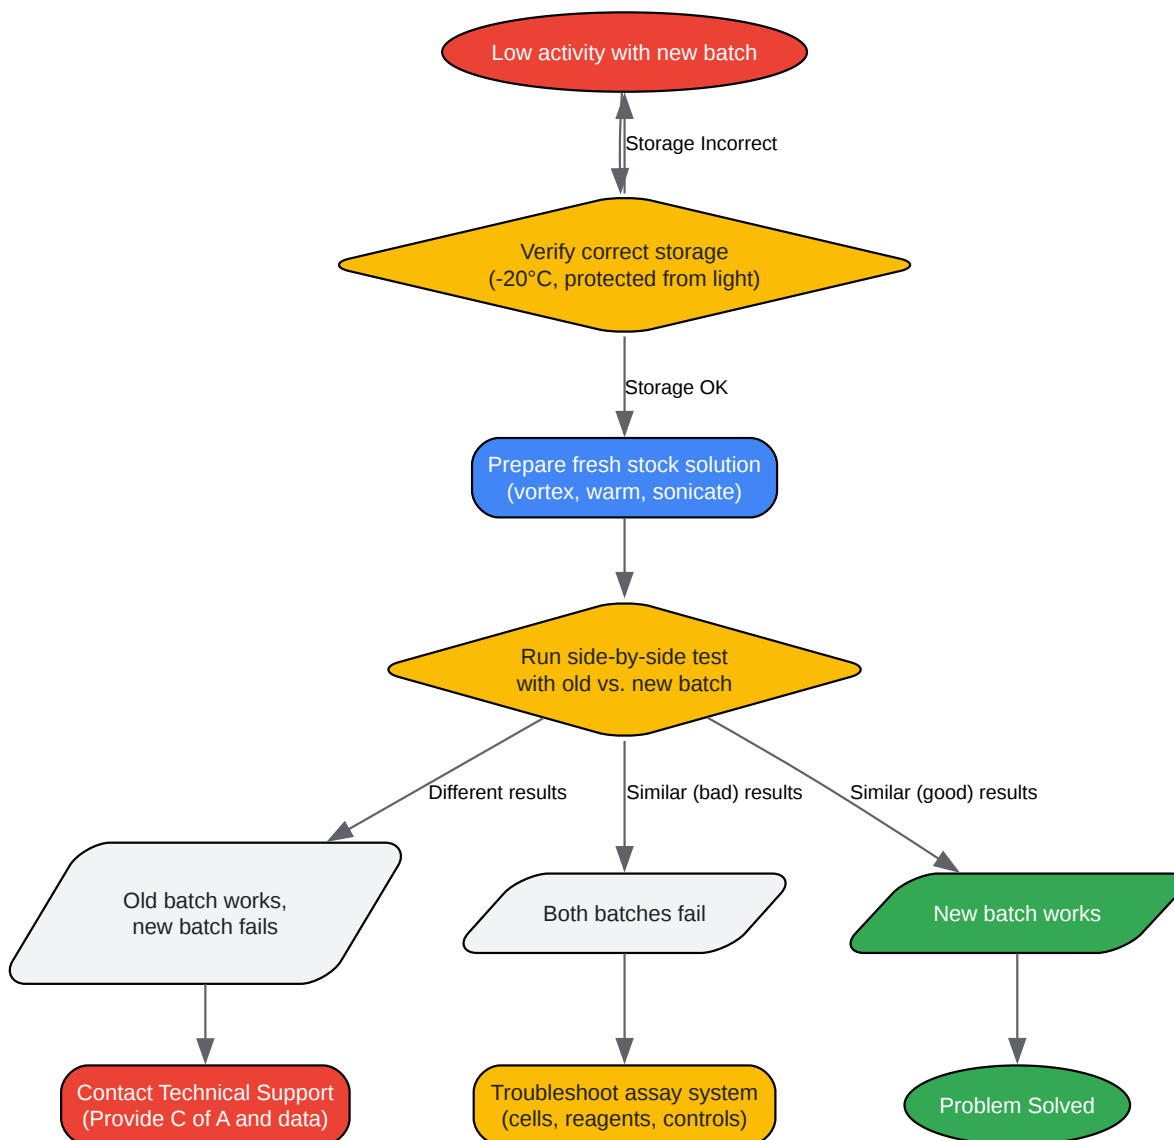 Low activity with new batch
Storage Incorrect
Verify correct storage
(-20°C, protected from light)
Storage OK
Prepare fresh stock solution
(vortex, warm, sonicate)
Run side-by-side test
with old vs. new batch
Different results
Similar (bad) results
Similar (good) results
Old batch works,
new batch fails
Both batches fail
New batch works
Contact Technical Support
(Provide C of A and data)
Troubleshoot assay system
(cells, reagents, controls)
Problem Solved